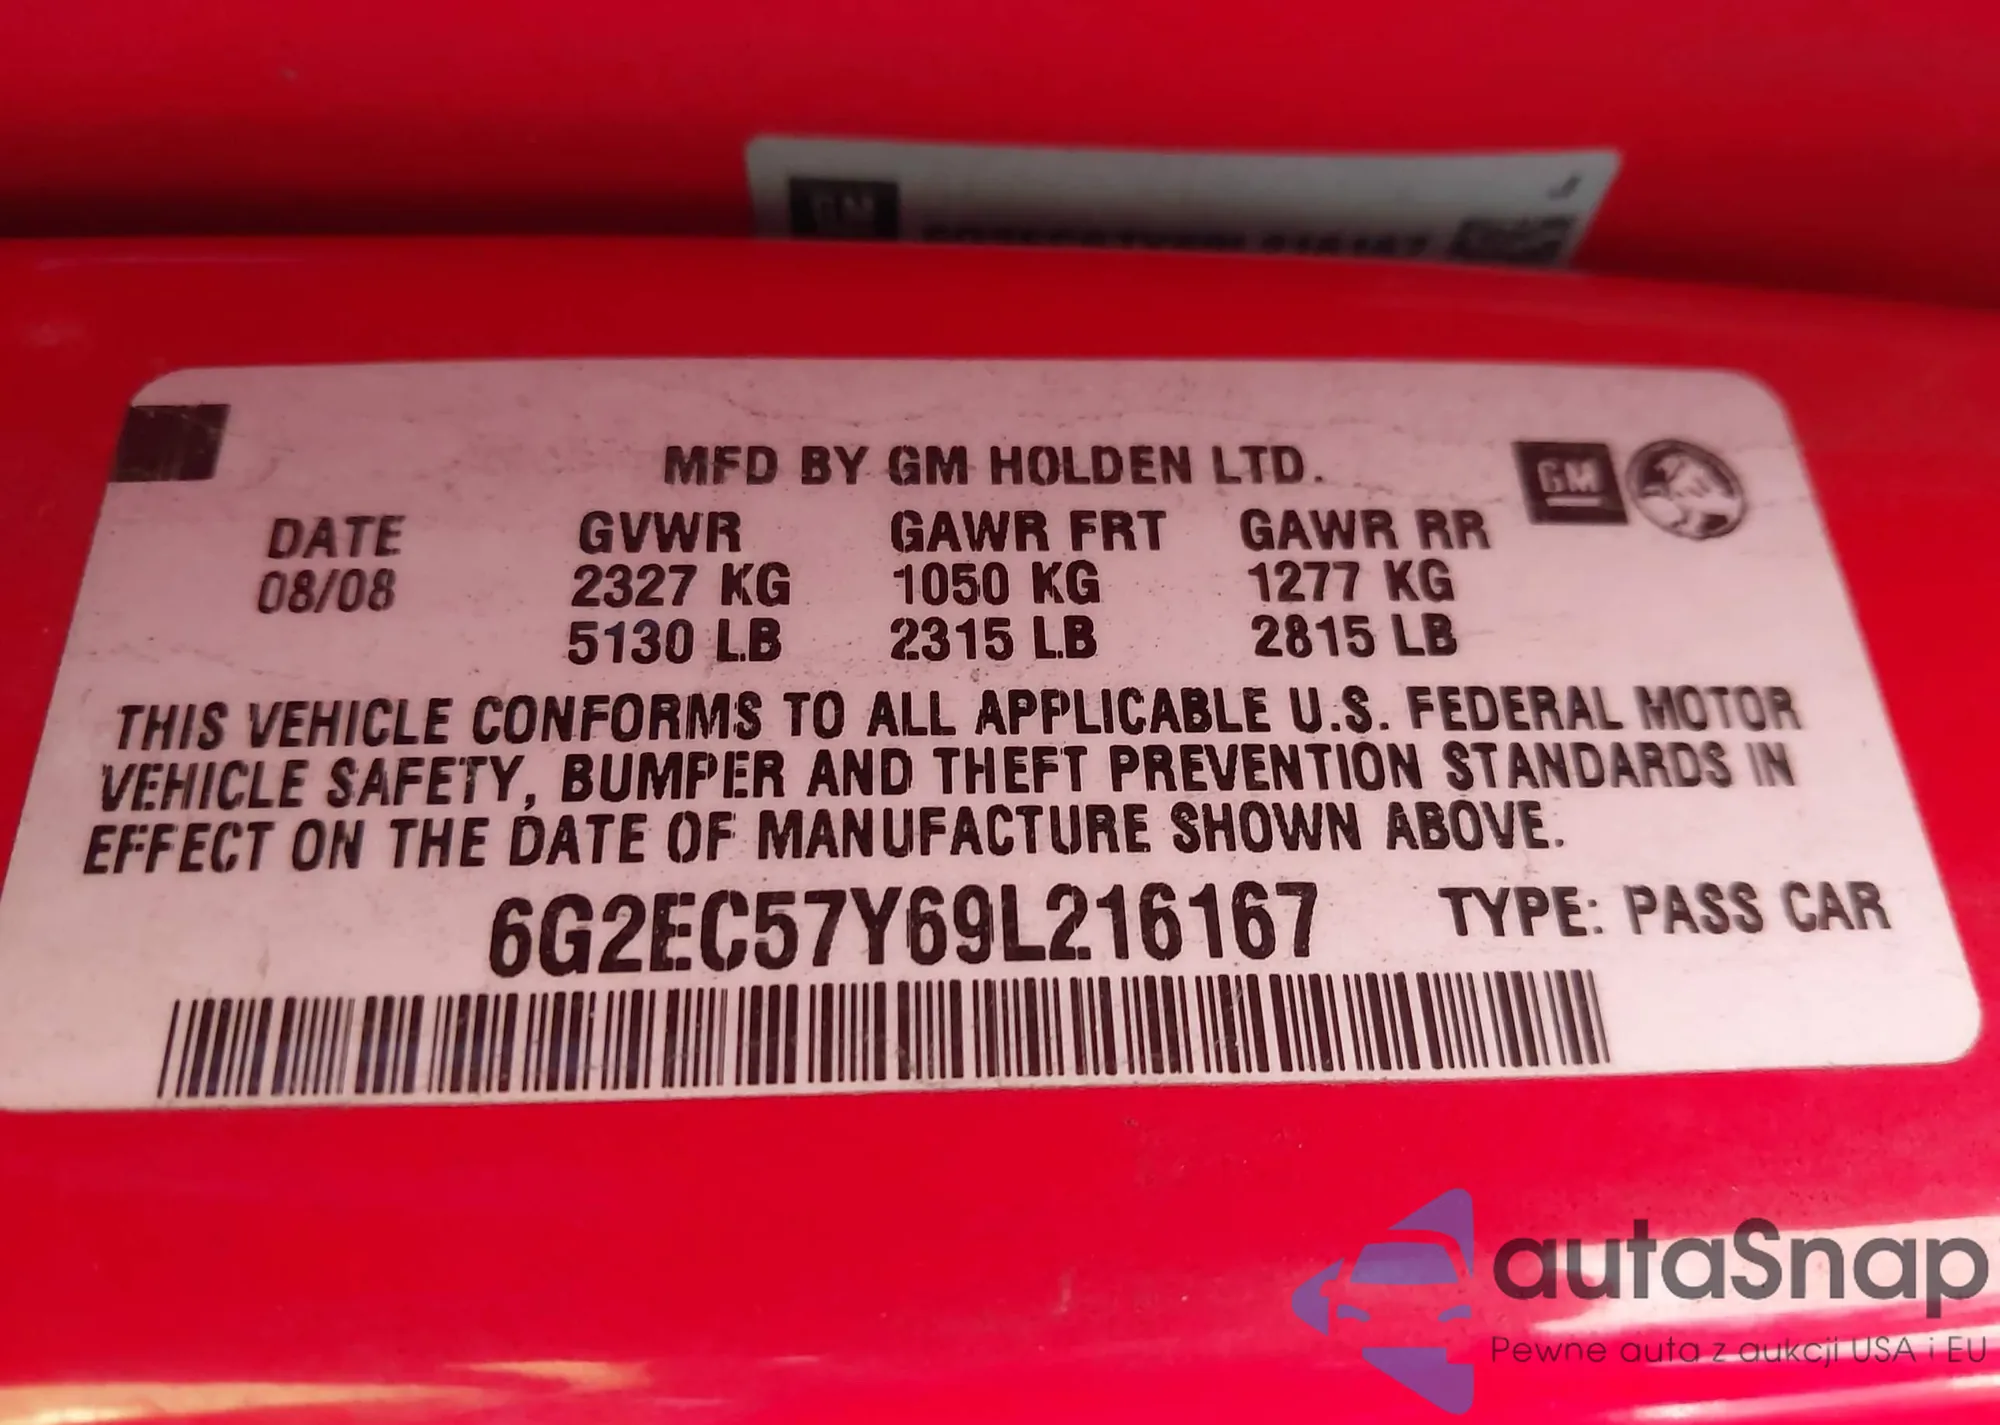 MFD BY GM HOLDEN LTD.
GM
DATE GVWR GAWR FRT GAWR RR
08/08 2327 KG 1050 KG 1277 KG
5130 LB 2315 LB 2815 LB
THIS VEHICLE CONFORMS TO ALL APPLICABLE U.S. FEDERAL MOTOR
VEHICLE SAFETY, BUMPER AND THEFT PREVENTION STANDARDS IN
EFFECT ON THE DATE OF MANUFACTURE SHOWN ABOVE.
6G2EC57Y69L216167 TYPE: PASS CAR
autaSnap
Pewne auta z aukcji USA i EU